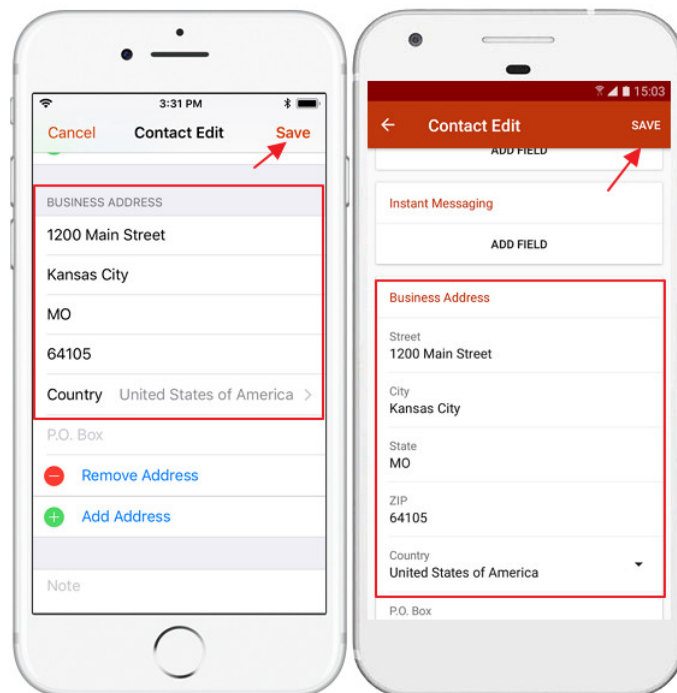 3:31 PM
Cancel Contact Edit Save
BUSINESS ADDRESS
1200 Main Street
Kansas City
MO
64105
Country United States of America
P.O. Box
Remove Address
Add Address
Note
15:03
Contact Edit SAVE
ADD FIELD
Instant Messaging
ADD FIELD
Business Address
Street
1200 Main Street
City
Kansas City
State
MO
ZIP
64105
Country
United States of America
P.O. Box